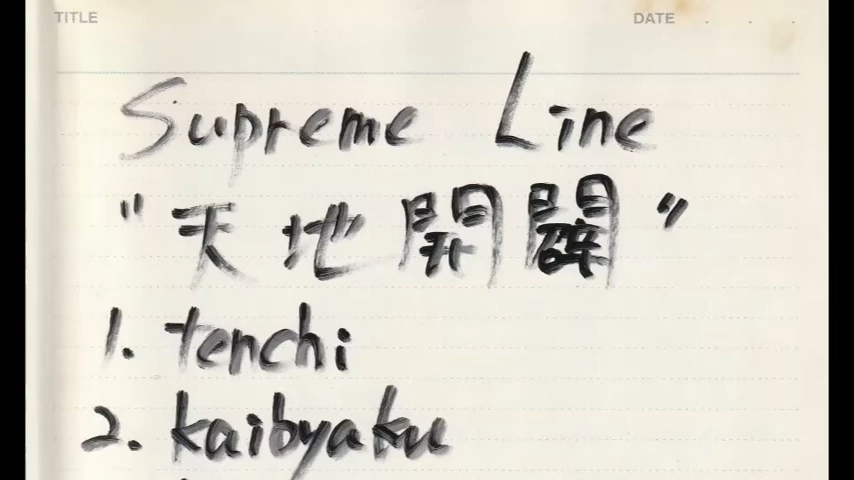 TITLE
DATE . . .
Supreme Line
"天地開闢"
1. tenchi
2. kaibyaku